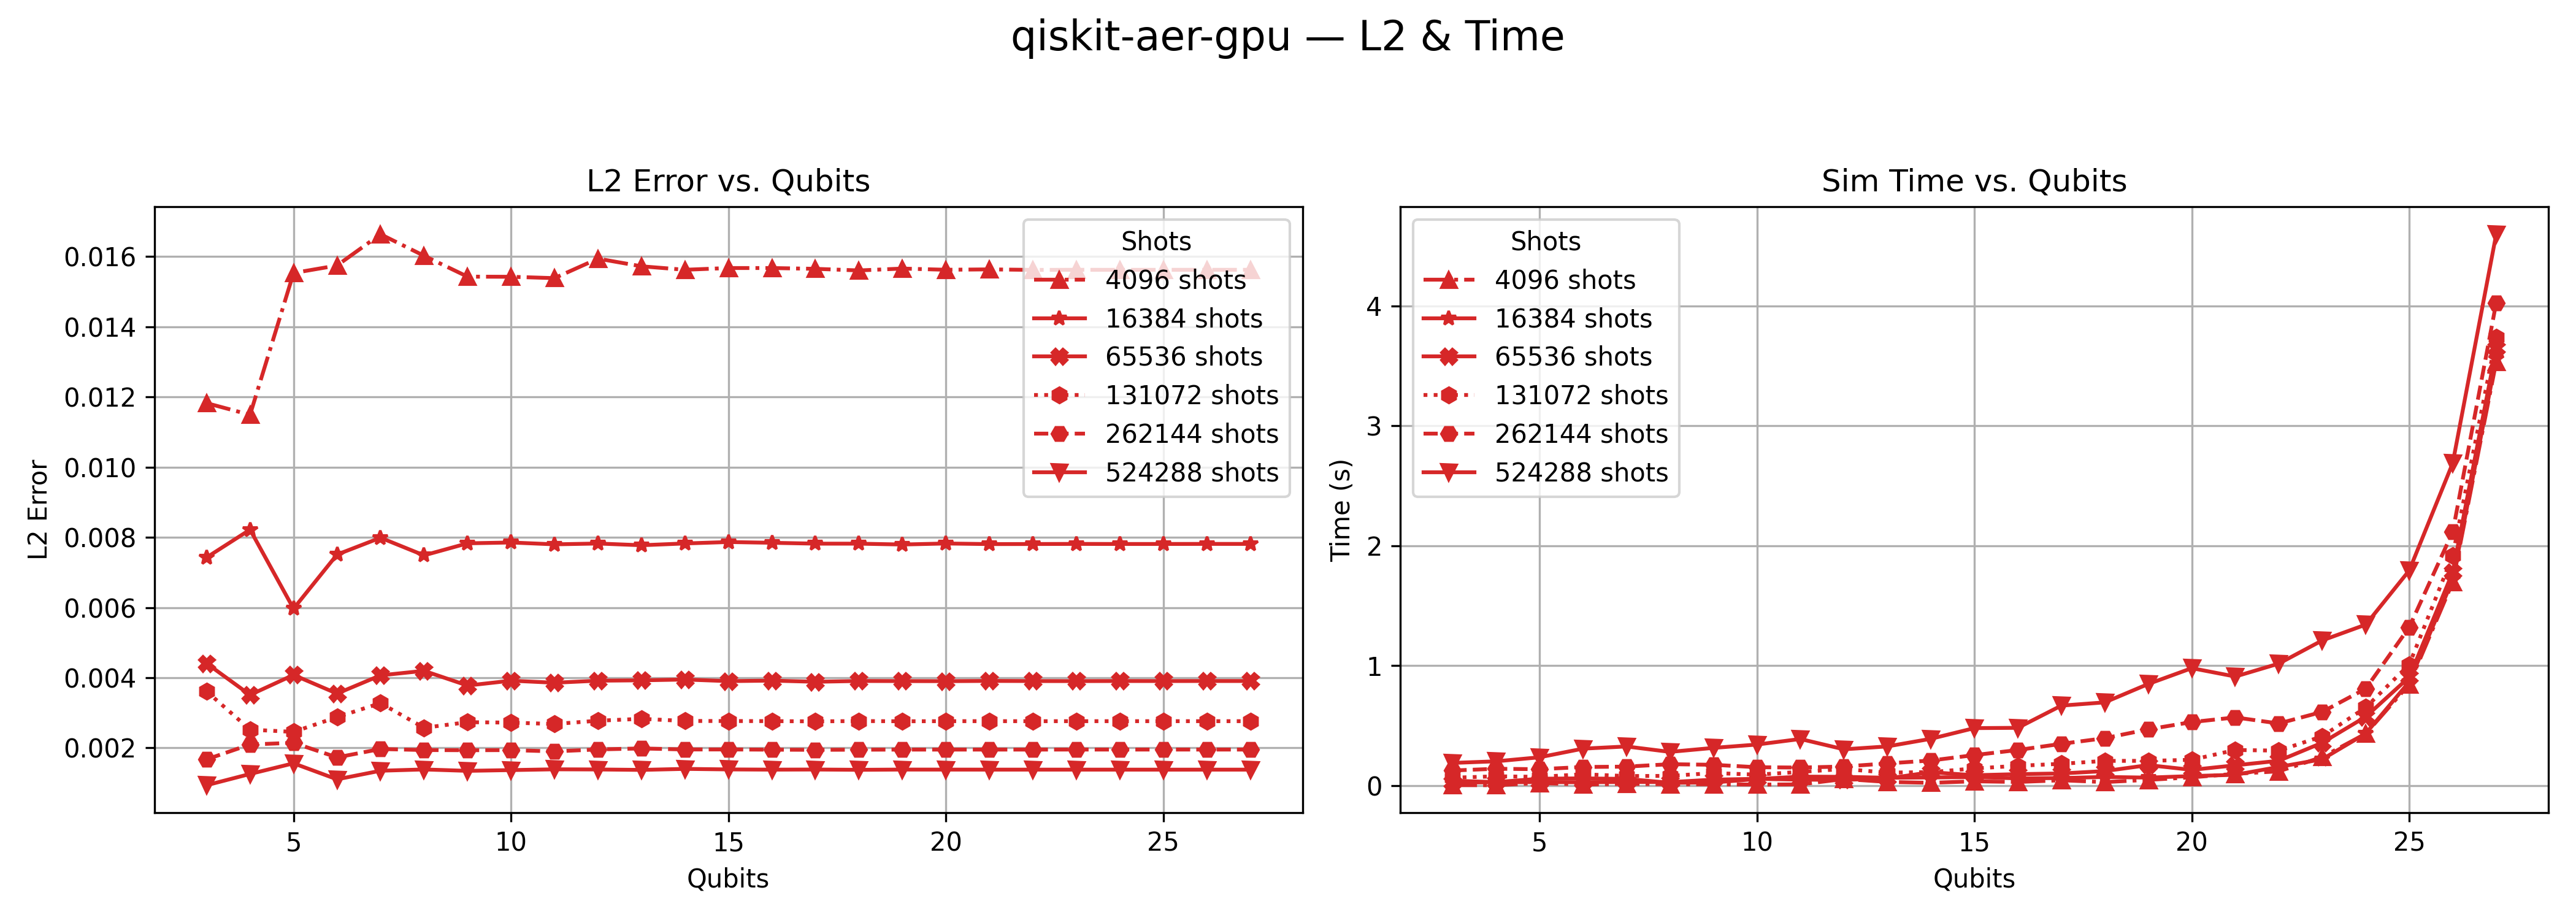 qiskit-aer-gpu — L2 & Time
L2 Error vs. Qubits
L2 Error
0.016
0.014
0.012
0.010
0.008
0.006
0.004
0.002
5
10
15
20
25
Qubits
Shots
4096 shots
16384 shots
65536 shots
131072 shots
262144 shots
524288 shots
Sim Time vs. Qubits
Time (s)
4
3
2
1
0
5
10
15
20
25
Qubits
Shots
4096 shots
16384 shots
65536 shots
131072 shots
262144 shots
524288 shots